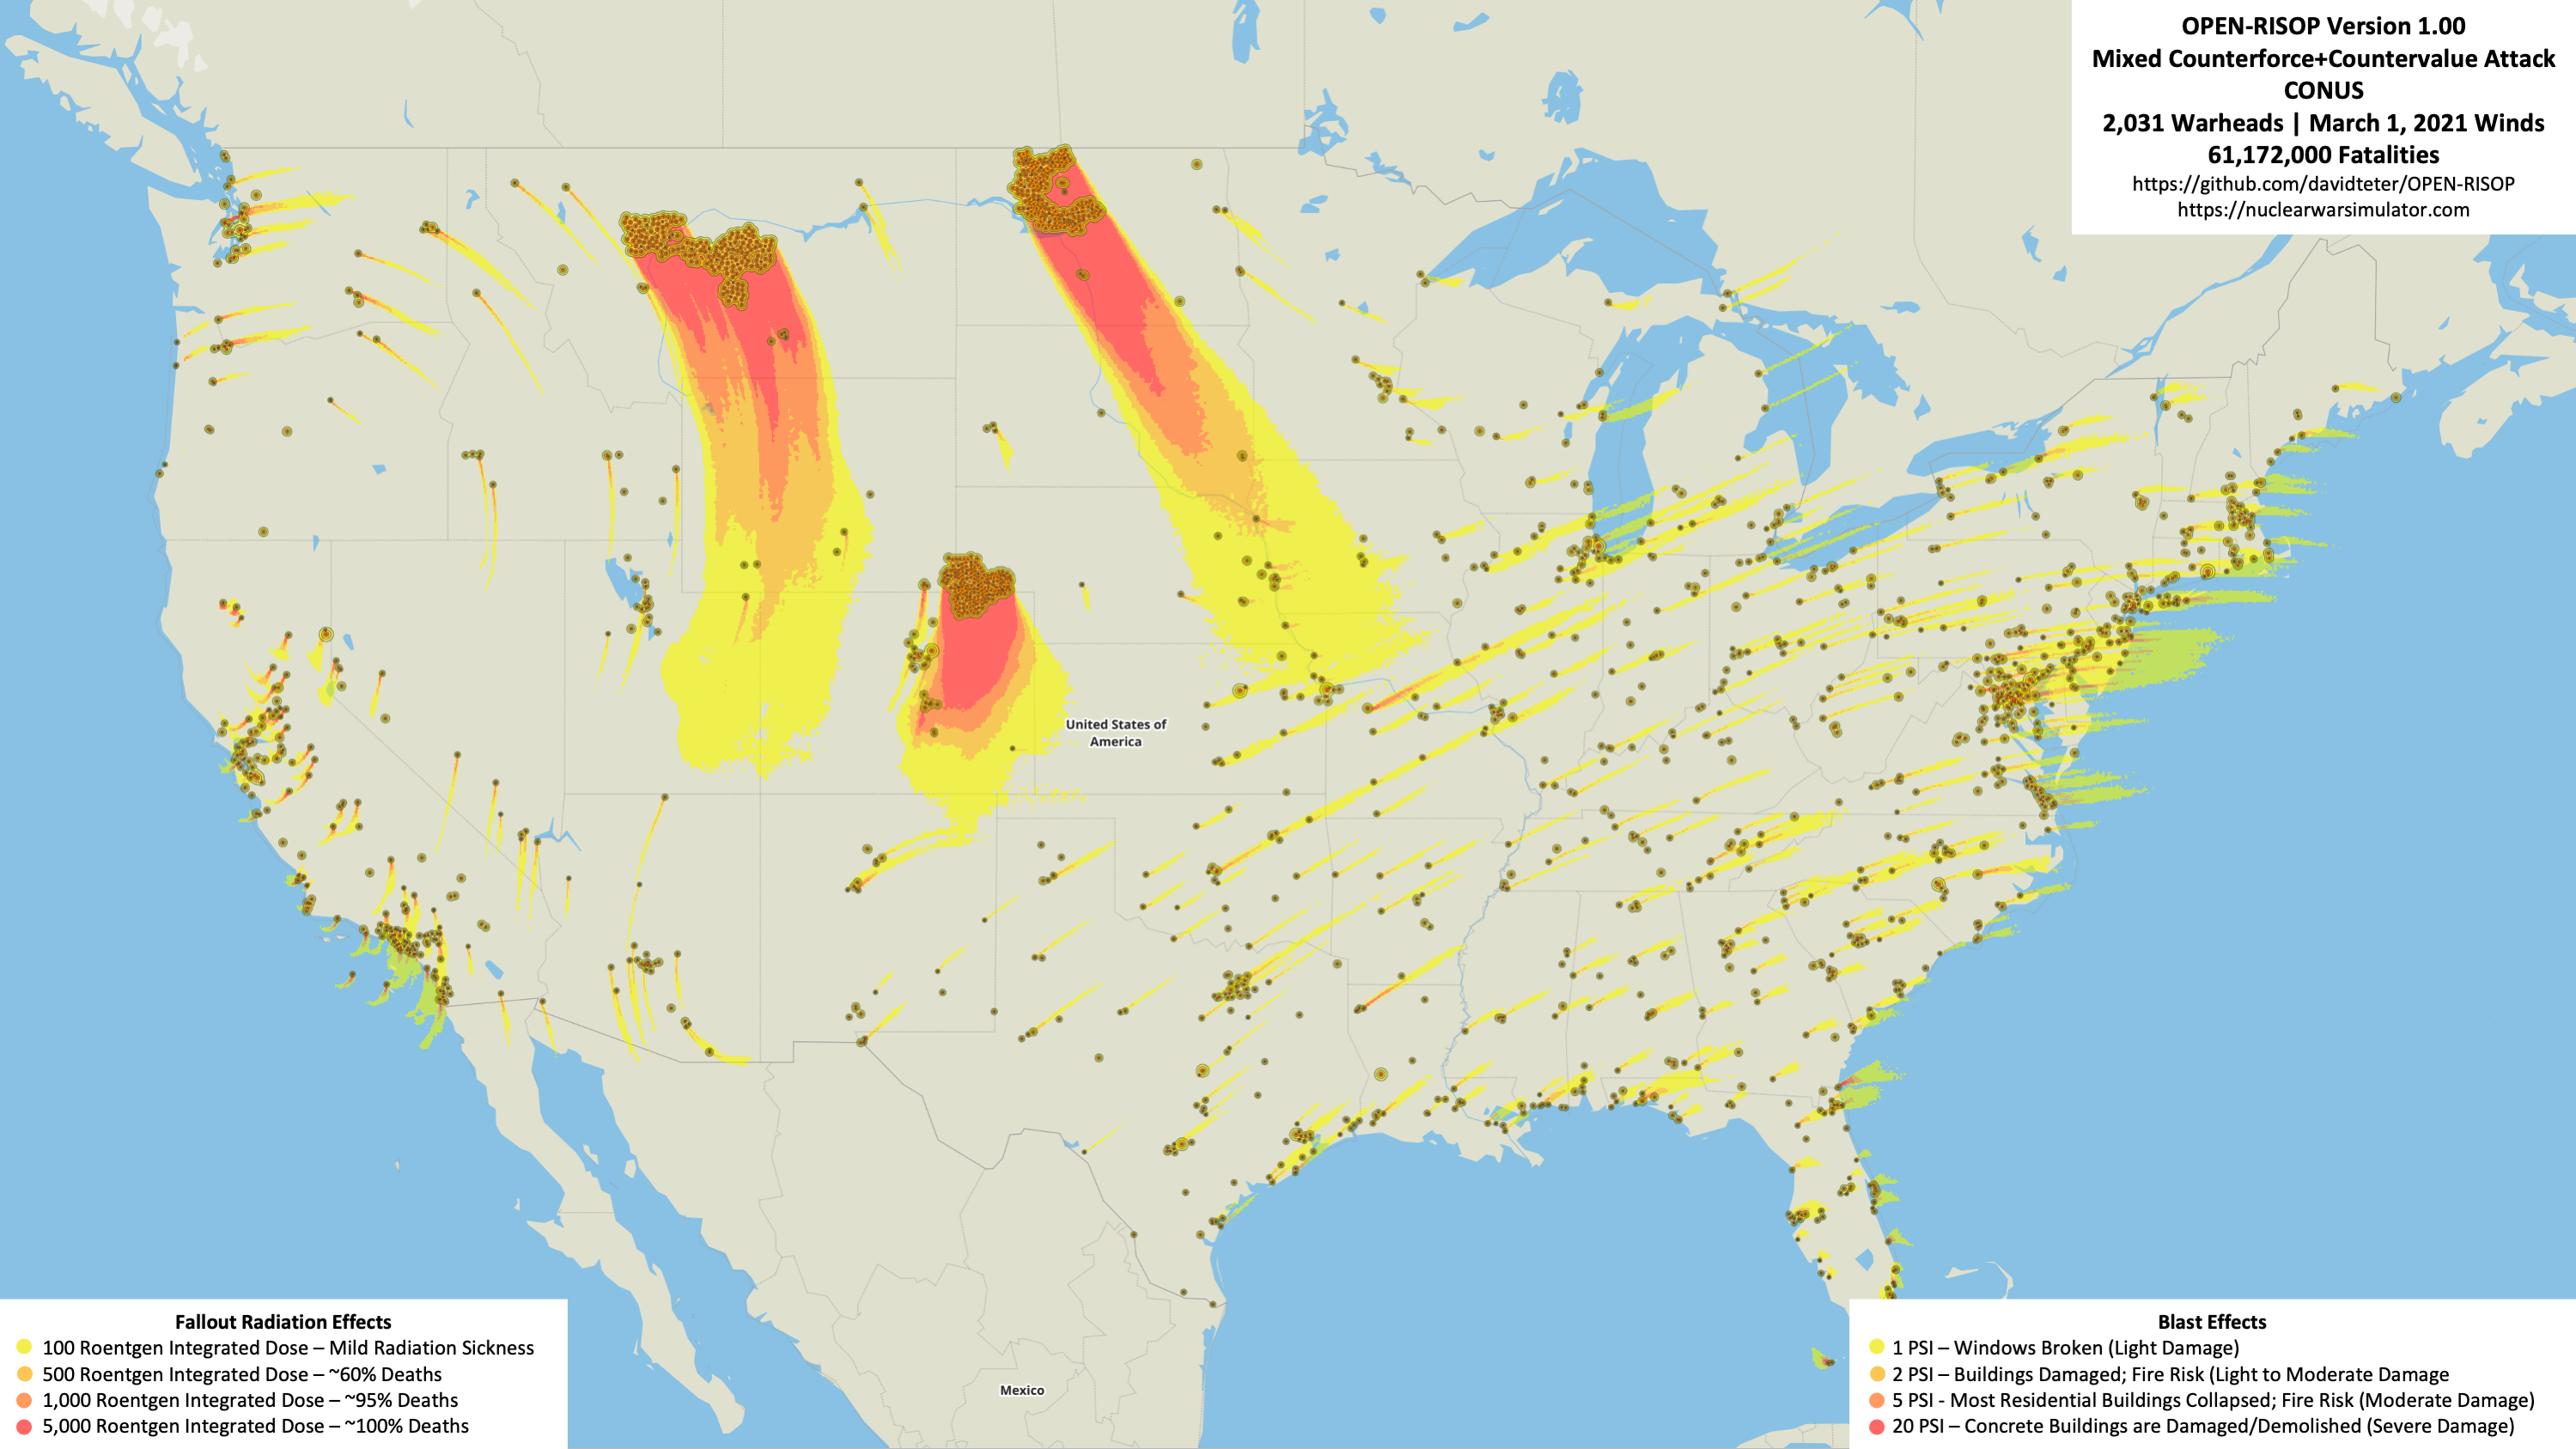 OPEN-RISOP Version 1.00
Mixed Counterforce+Countervalue Attack
CONUS
2,031 Warheads | March 1, 2021 Winds
61,172,000 Fatalities
https://github.com/davidteter/OPEN-RISOP
https://nuclearwarsimulator.com
United States of
America
Mexico
Fallout Radiation Effects
100 Roentgen Integrated Dose – Mild Radiation Sickness
500 Roentgen Integrated Dose – ~60% Deaths
1,000 Roentgen Integrated Dose – ~95% Deaths
5,000 Roentgen Integrated Dose – ~100% Deaths
Blast Effects
1 PSI – Windows Broken (Light Damage)
2 PSI – Buildings Damaged; Fire Risk (Light to Moderate Damage
5 PSI - Most Residential Buildings Collapsed; Fire Risk (Moderate Damage)
20 PSI – Concrete Buildings are Damaged/Demolished (Severe Damage)